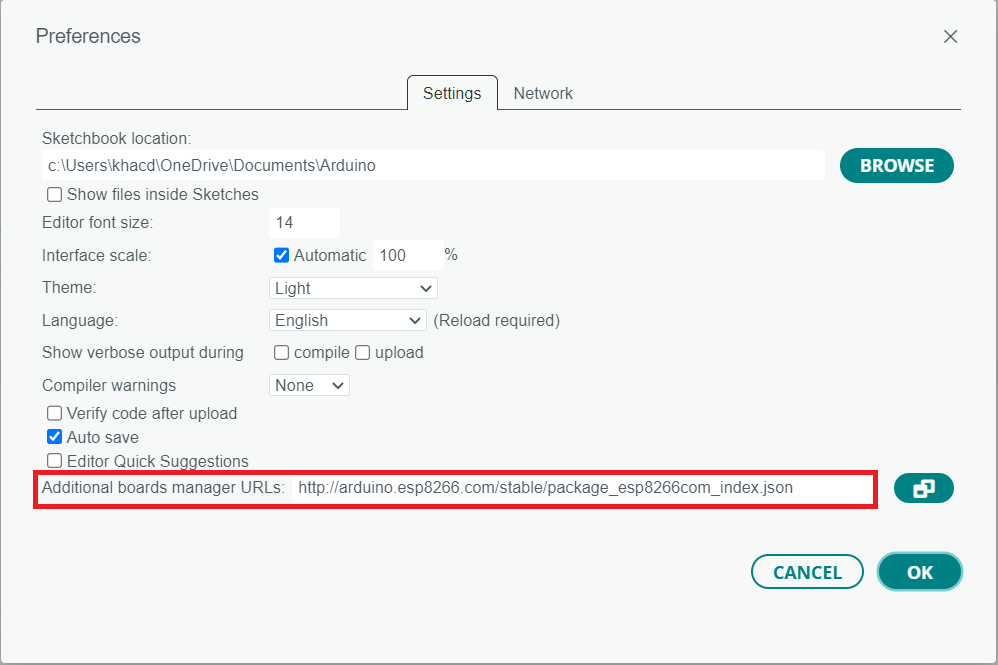 Preferences
Settings Network
Sketchbook location:
c:\Users\khacd\OneDrive\Documents\Arduino BROWSE
Show files inside Sketches
Editor font size: 14
Interface scale: Automatic 100 %
Theme: Light
Language: English (Reload required)
Show verbose output during compile upload
Compiler warnings None
Verify code after upload
Auto save
Editor Quick Suggestions
Additional boards manager URLs: http://arduino.esp8266.com/stable/package_esp8266com_index.json
CANCEL OK